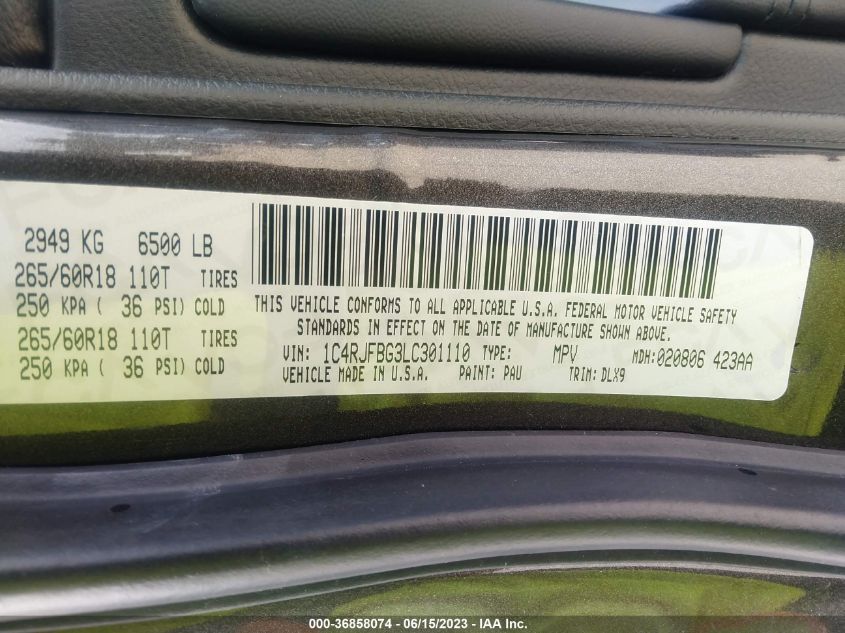 2949 KG 6500 LB
265/60R18 110T TIRES
250 KPA ( 36 PSI) COLD
265/60R18 110T TIRES
250 KPA ( 36 PSI) COLD
THIS VEHICLE CONFORMS TO ALL APPLICABLE U.S.A. FEDERAL MOTOR VEHICLE SAFETY
STANDARDS IN EFFECT ON THE DATE OF MANUFACTURE SHOWN ABOVE.
VIN: 1C4RJFBG3LC301110 TYPE: MPV MDH:020806 423AA
VEHICLE MADE IN U.S.A. PAINT: PAU TRIM: DLX9
000-36858074 - 06/15/2023 - IAA Inc.